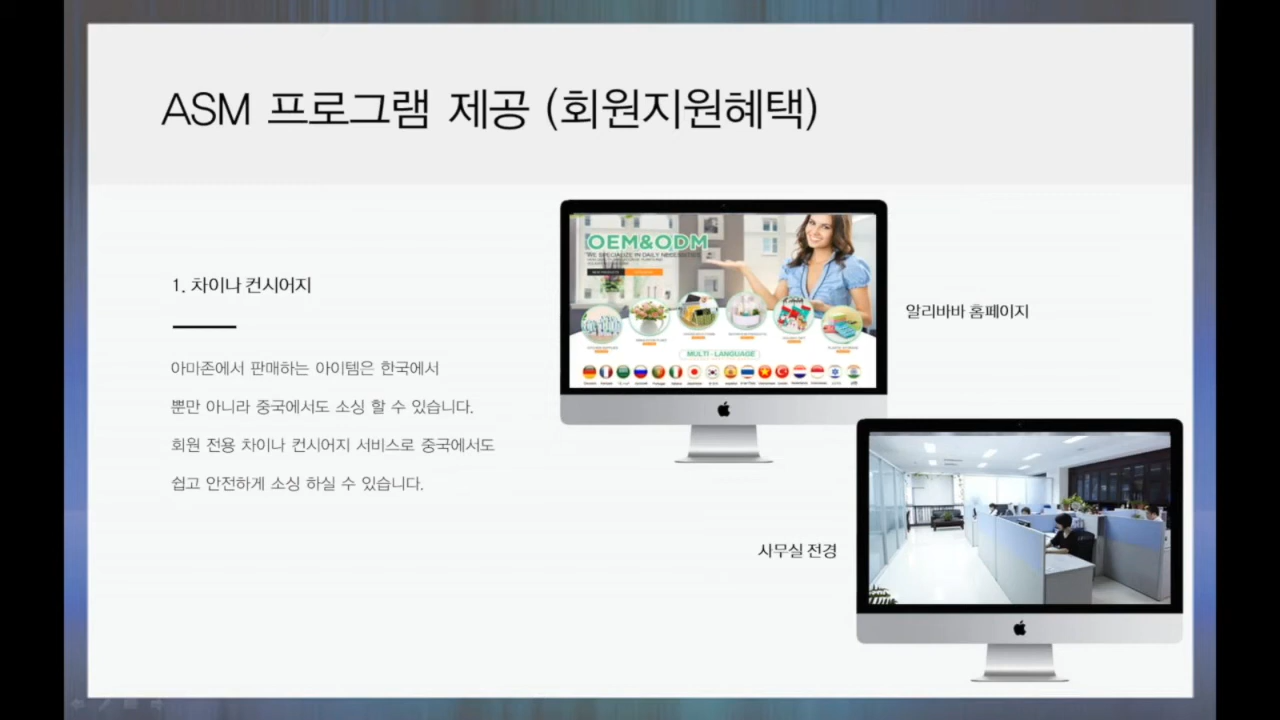 ASM 프로그램 제공 (회원지원혜택)
1. 차이나 컨시어지
아마존에서 판매하는 아이템은 한국에서
뿐만 아니라 중국에서도 소싱 할 수 있습니다.
회원 전용 차이나 컨시어지 서비스로 중국에서도
쉽고 안전하게 소싱 하실 수 있습니다.
OEM&ODM
WE SPECIALIZE IN DAILY NECESSITIES
MULTI - LANGUAGE
알리바바 홈페이지
사무실 전경